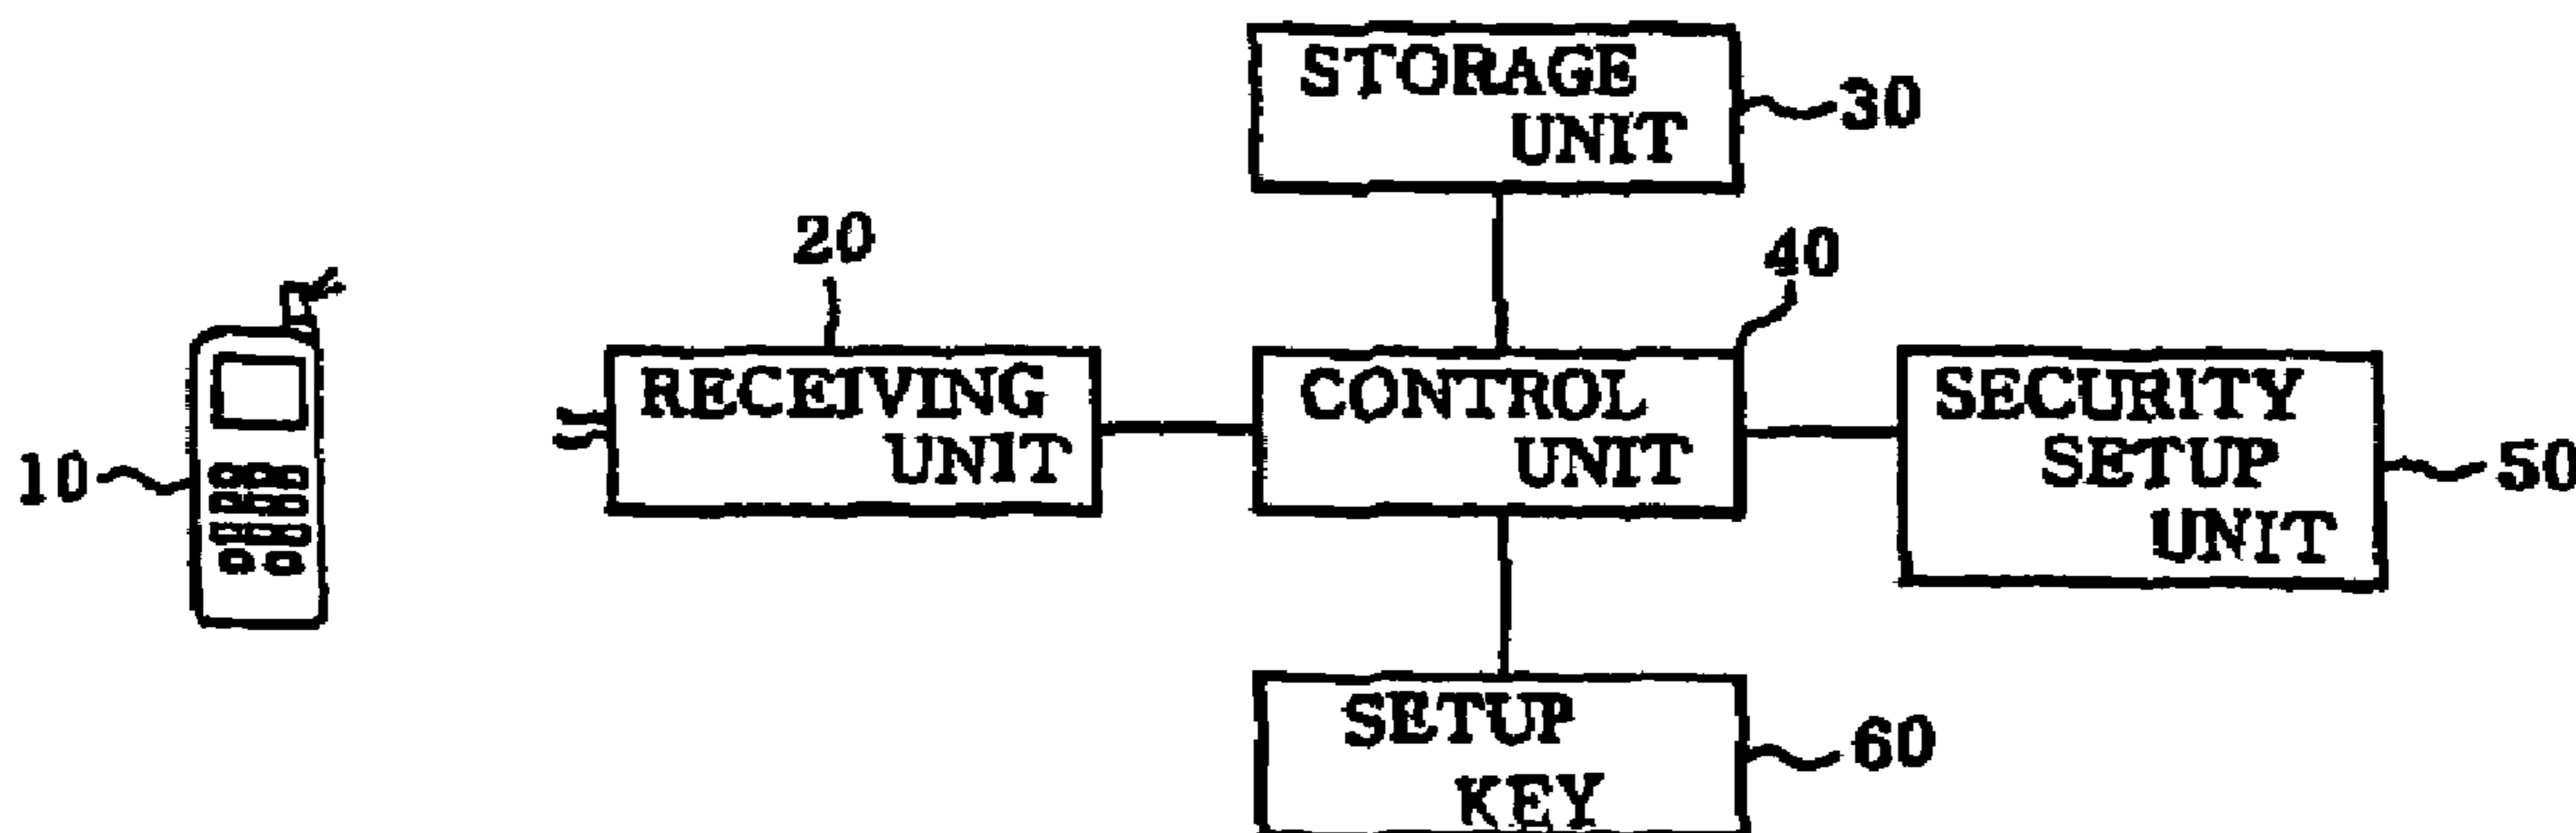 STORAGE
UNIT
30
20
40
RECEIVING
UNIT
CONTROL
UNIT
SECURITY
SETUP
UNIT
10
50
SETUP
KEY
60